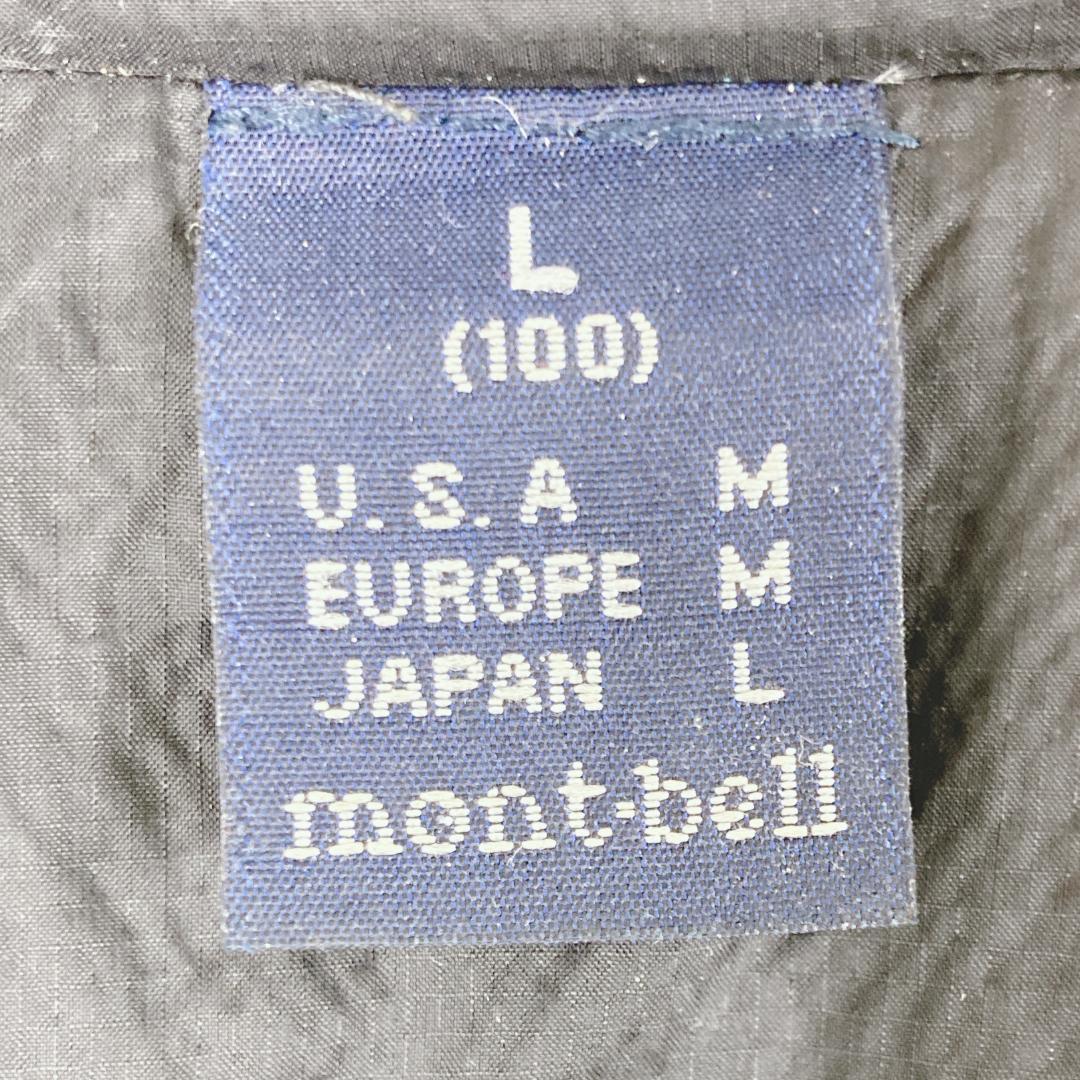 L
(100)
U.S.A M
EUROPE M
JAPAN L
mont·bell